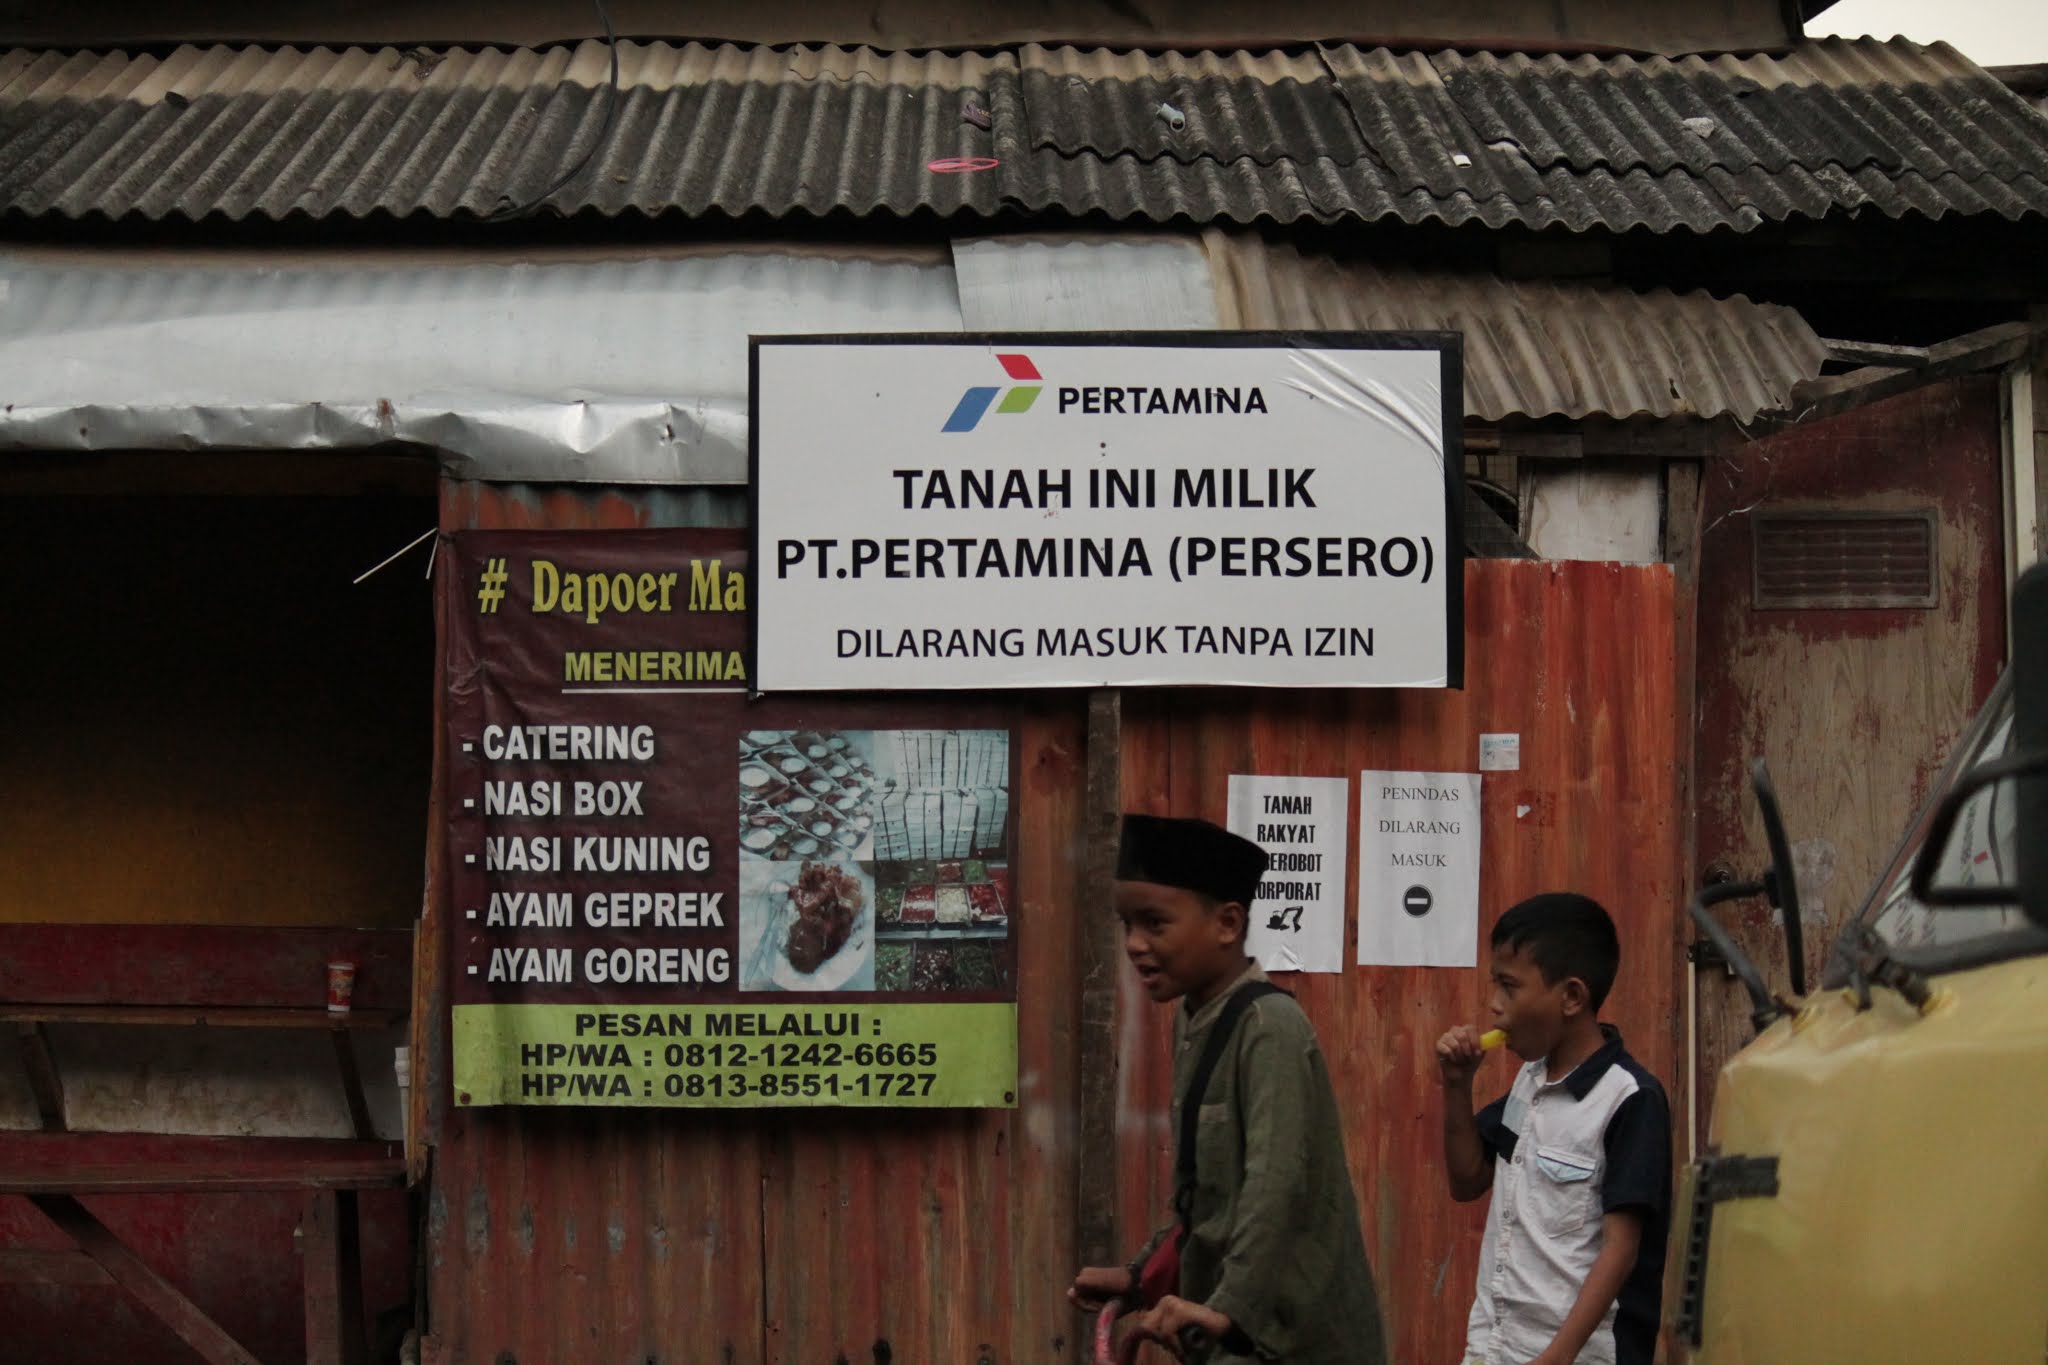 PERTAMINA
TANAH INI MILIK
PT.PERTAMINA (PERSERO)
DILARANG MASUK TANPA IZIN
# Dapoer Ma
MENERIMA
- CATERING
- NASI BOX
- NASI KUNING
- AYAM GEPREK
- AYAM GORENG
PESAN MELALUI :
HP/WA : 0812-1242-6665
HP/WA : 0813-8551-1727
TANAH
RAKYAT
EROBOT
ORPORAT
PENINDAS
DILARANG
MASUK